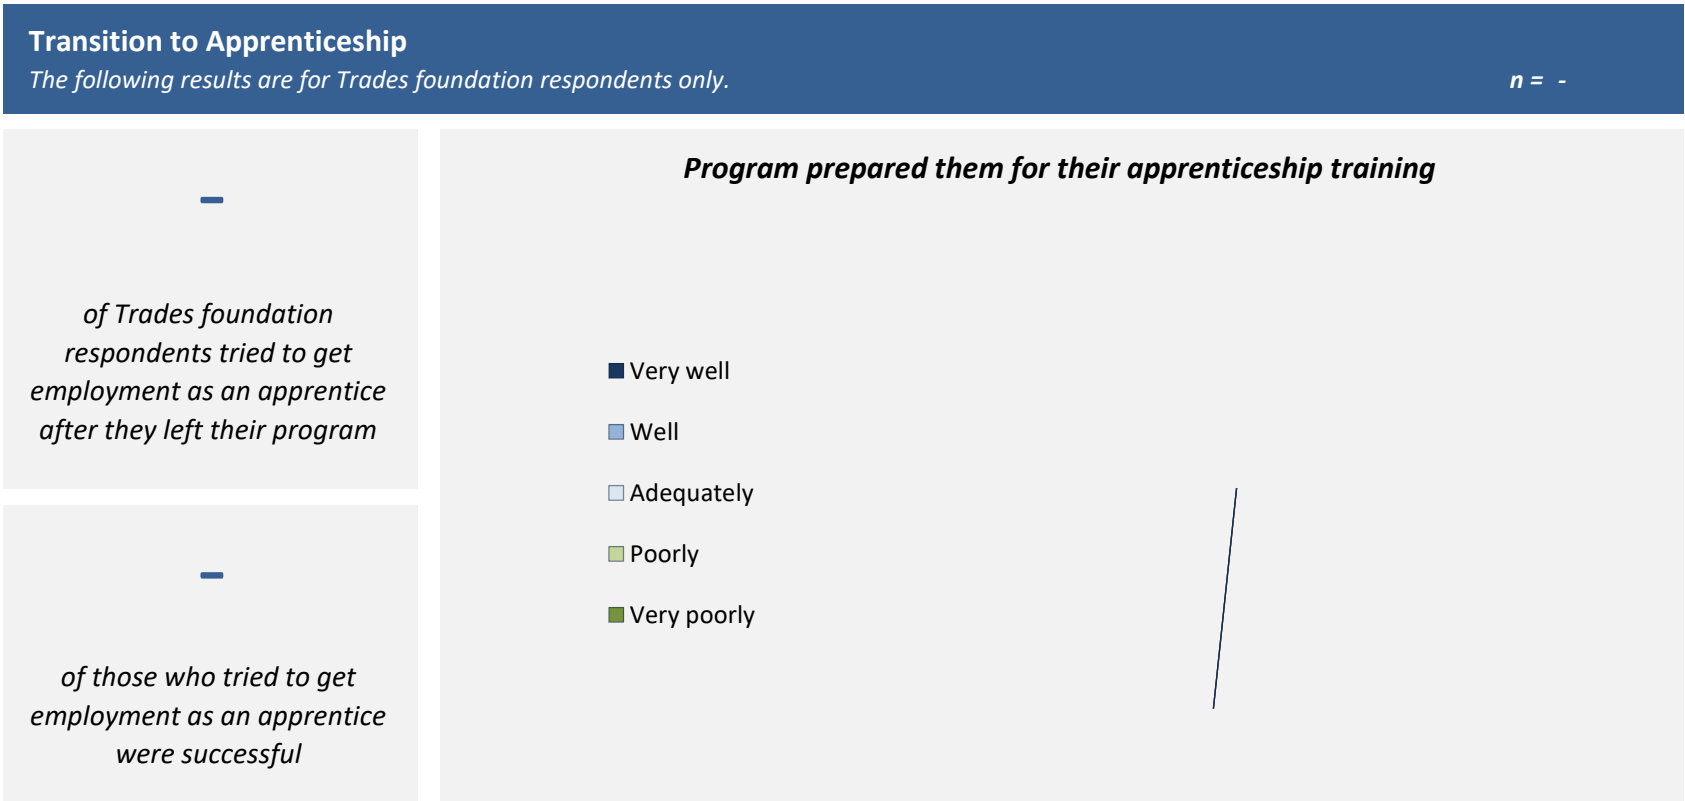 Transition to Apprenticeship
The following results are for Trades foundation respondents only.
n = -
–
of Trades foundation
respondents tried to get
employment as an apprentice
after they left their program
–
of those who tried to get
employment as an apprentice
were successful
Program prepared them for their apprenticeship training
Very well
Well
Adequately
Poorly
Very poorly